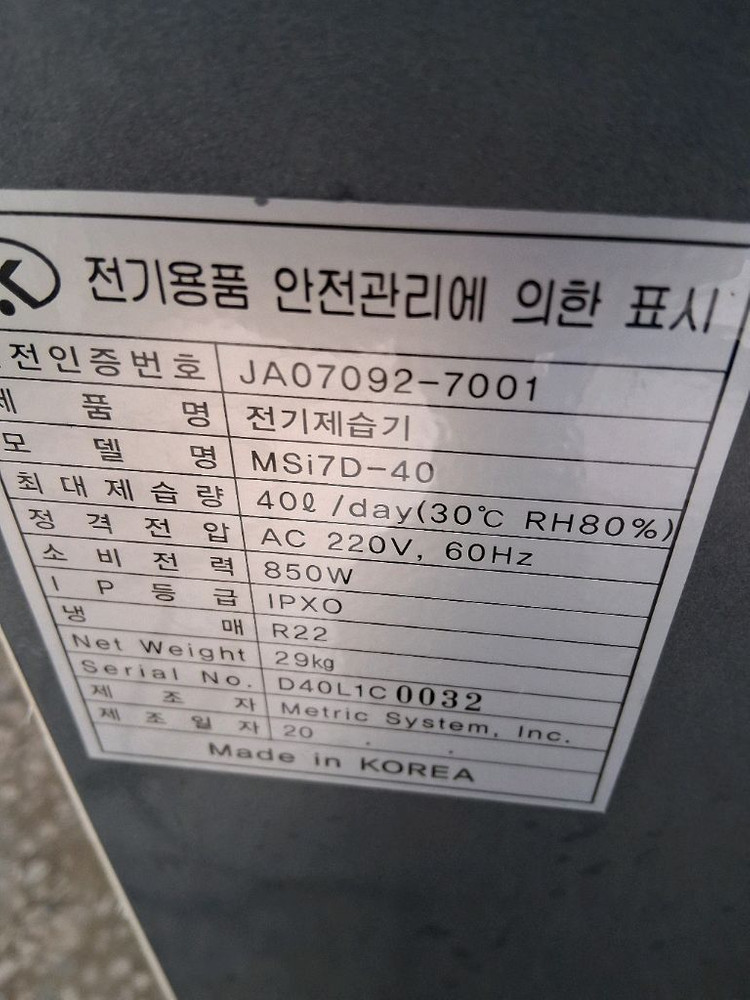 전기용품 안전관리에 의한 표시
전인증번호 JA07092-7001
제 품 명 전기제습기
모 델 명 MSi7D-40
최대제습량 40ℓ /day(30℃ RH80%)
정격전압 AC 220V, 60Hz
소비전력 850W
I P 등 급 IPXO
냉 매 R22
Net Weight 29kg
Serial No. D40L1C 0032
제 조 자 Metric System, Inc.
제 조 일 자 20 . .
Made in KOREA